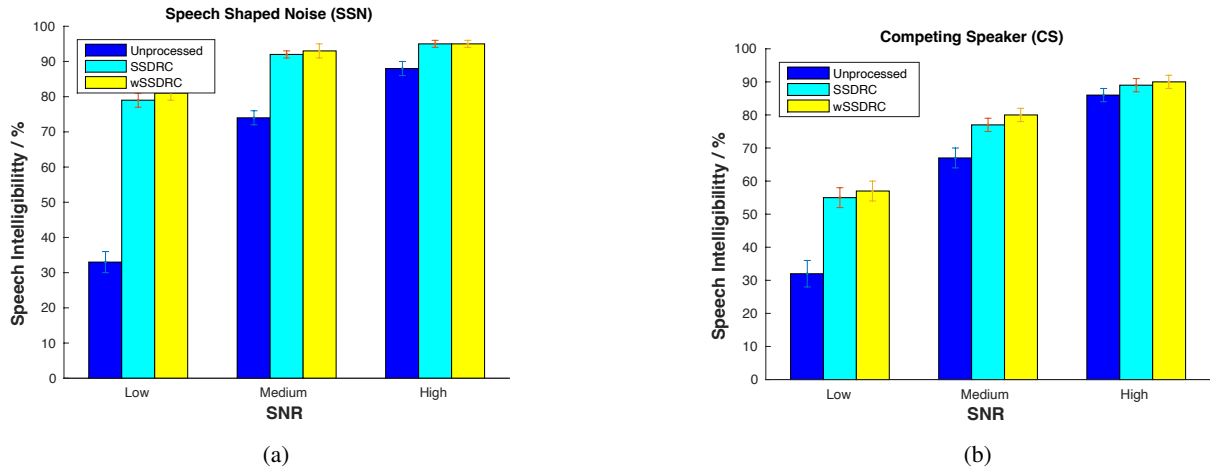 Speech Shaped Noise (SSN)
100
90
80
70
60
50
40
30
20
10
0
Speech Intelligibilitty / %
Unprocessed
SSDRC
wSSDRC
Low
Medium
High
SNR
(a)
Competing Speaker (CS)
100
90
80
70
60
50
40
30
20
10
0
Speech Intelligibilitty / %
Unprocessed
SSDRC
wSSDRC
Low
Medium
High
SNR
(b)